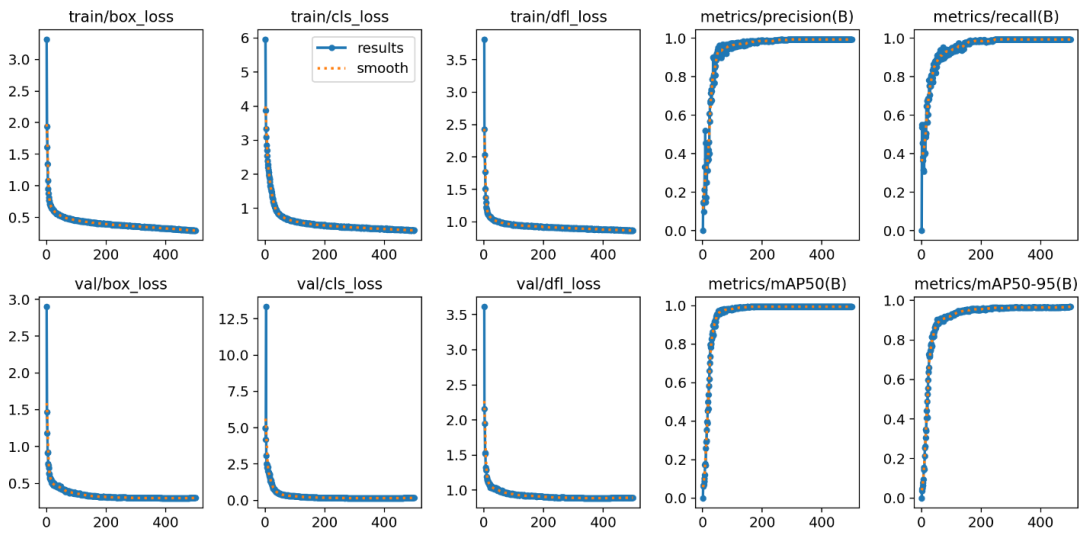 train/box_loss
train/cls_loss
train/dfl_loss
metrics/precision(B)
metrics/recall(B)
3.0
2.5
2.0
1.5
1.0
0.5
0 200 400
6
5
4
3
2
1
0 200 400
results
smooth
3.5
3.0
2.5
2.0
1.5
1.0
0 200 400
1.0
0.8
0.6
0.4
0.2
0.0
0 200 400
1.0
0.8
0.6
0.4
0.2
0.0
0 200 400
val/box_loss
val/cls_loss
val/dfl_loss
metrics/mAP50(B)
metrics/mAP50-95(B)
3.0
2.5
2.0
1.5
1.0
0.5
0 200 400
12.5
10.0
7.5
5.0
2.5
0.0
0 200 400
3.5
3.0
2.5
2.0
1.5
1.0
0 200 400
1.0
0.8
0.6
0.4
0.2
0.0
0 200 400
1.0
0.8
0.6
0.4
0.2
0.0
0 200 400